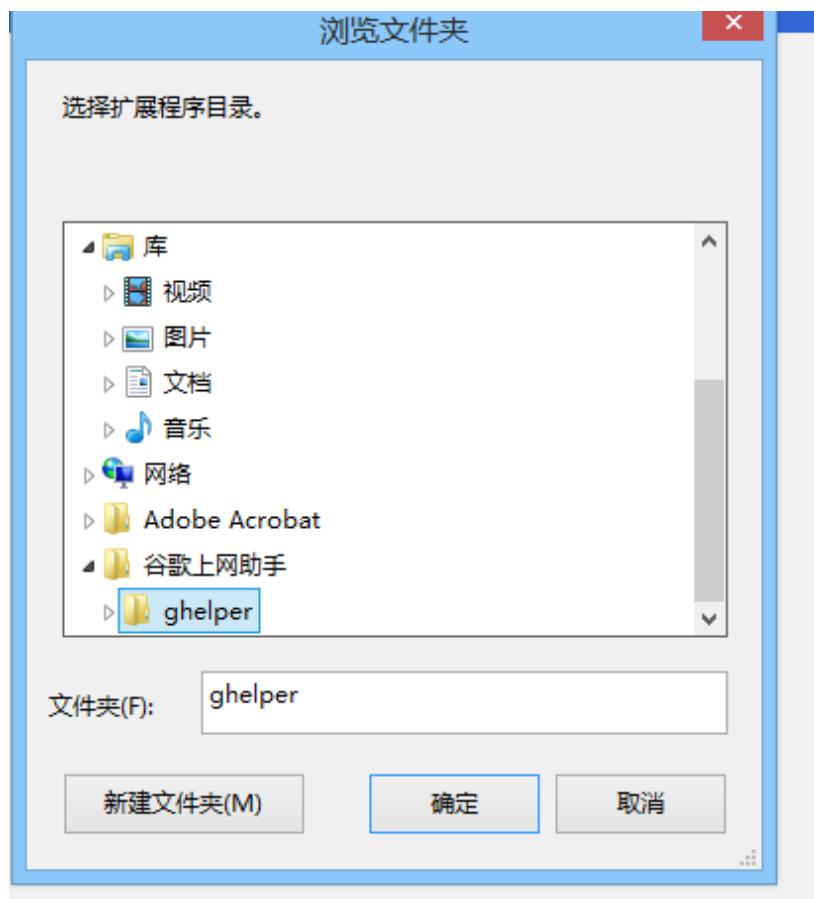 浏览文件夹
选择扩展程序目录。
库
视频
图片
文档
音乐
网络
Adobe Acrobat
谷歌上网助手
ghelper
文件夹(F): ghelper
新建文件夹(M) 确定 取消